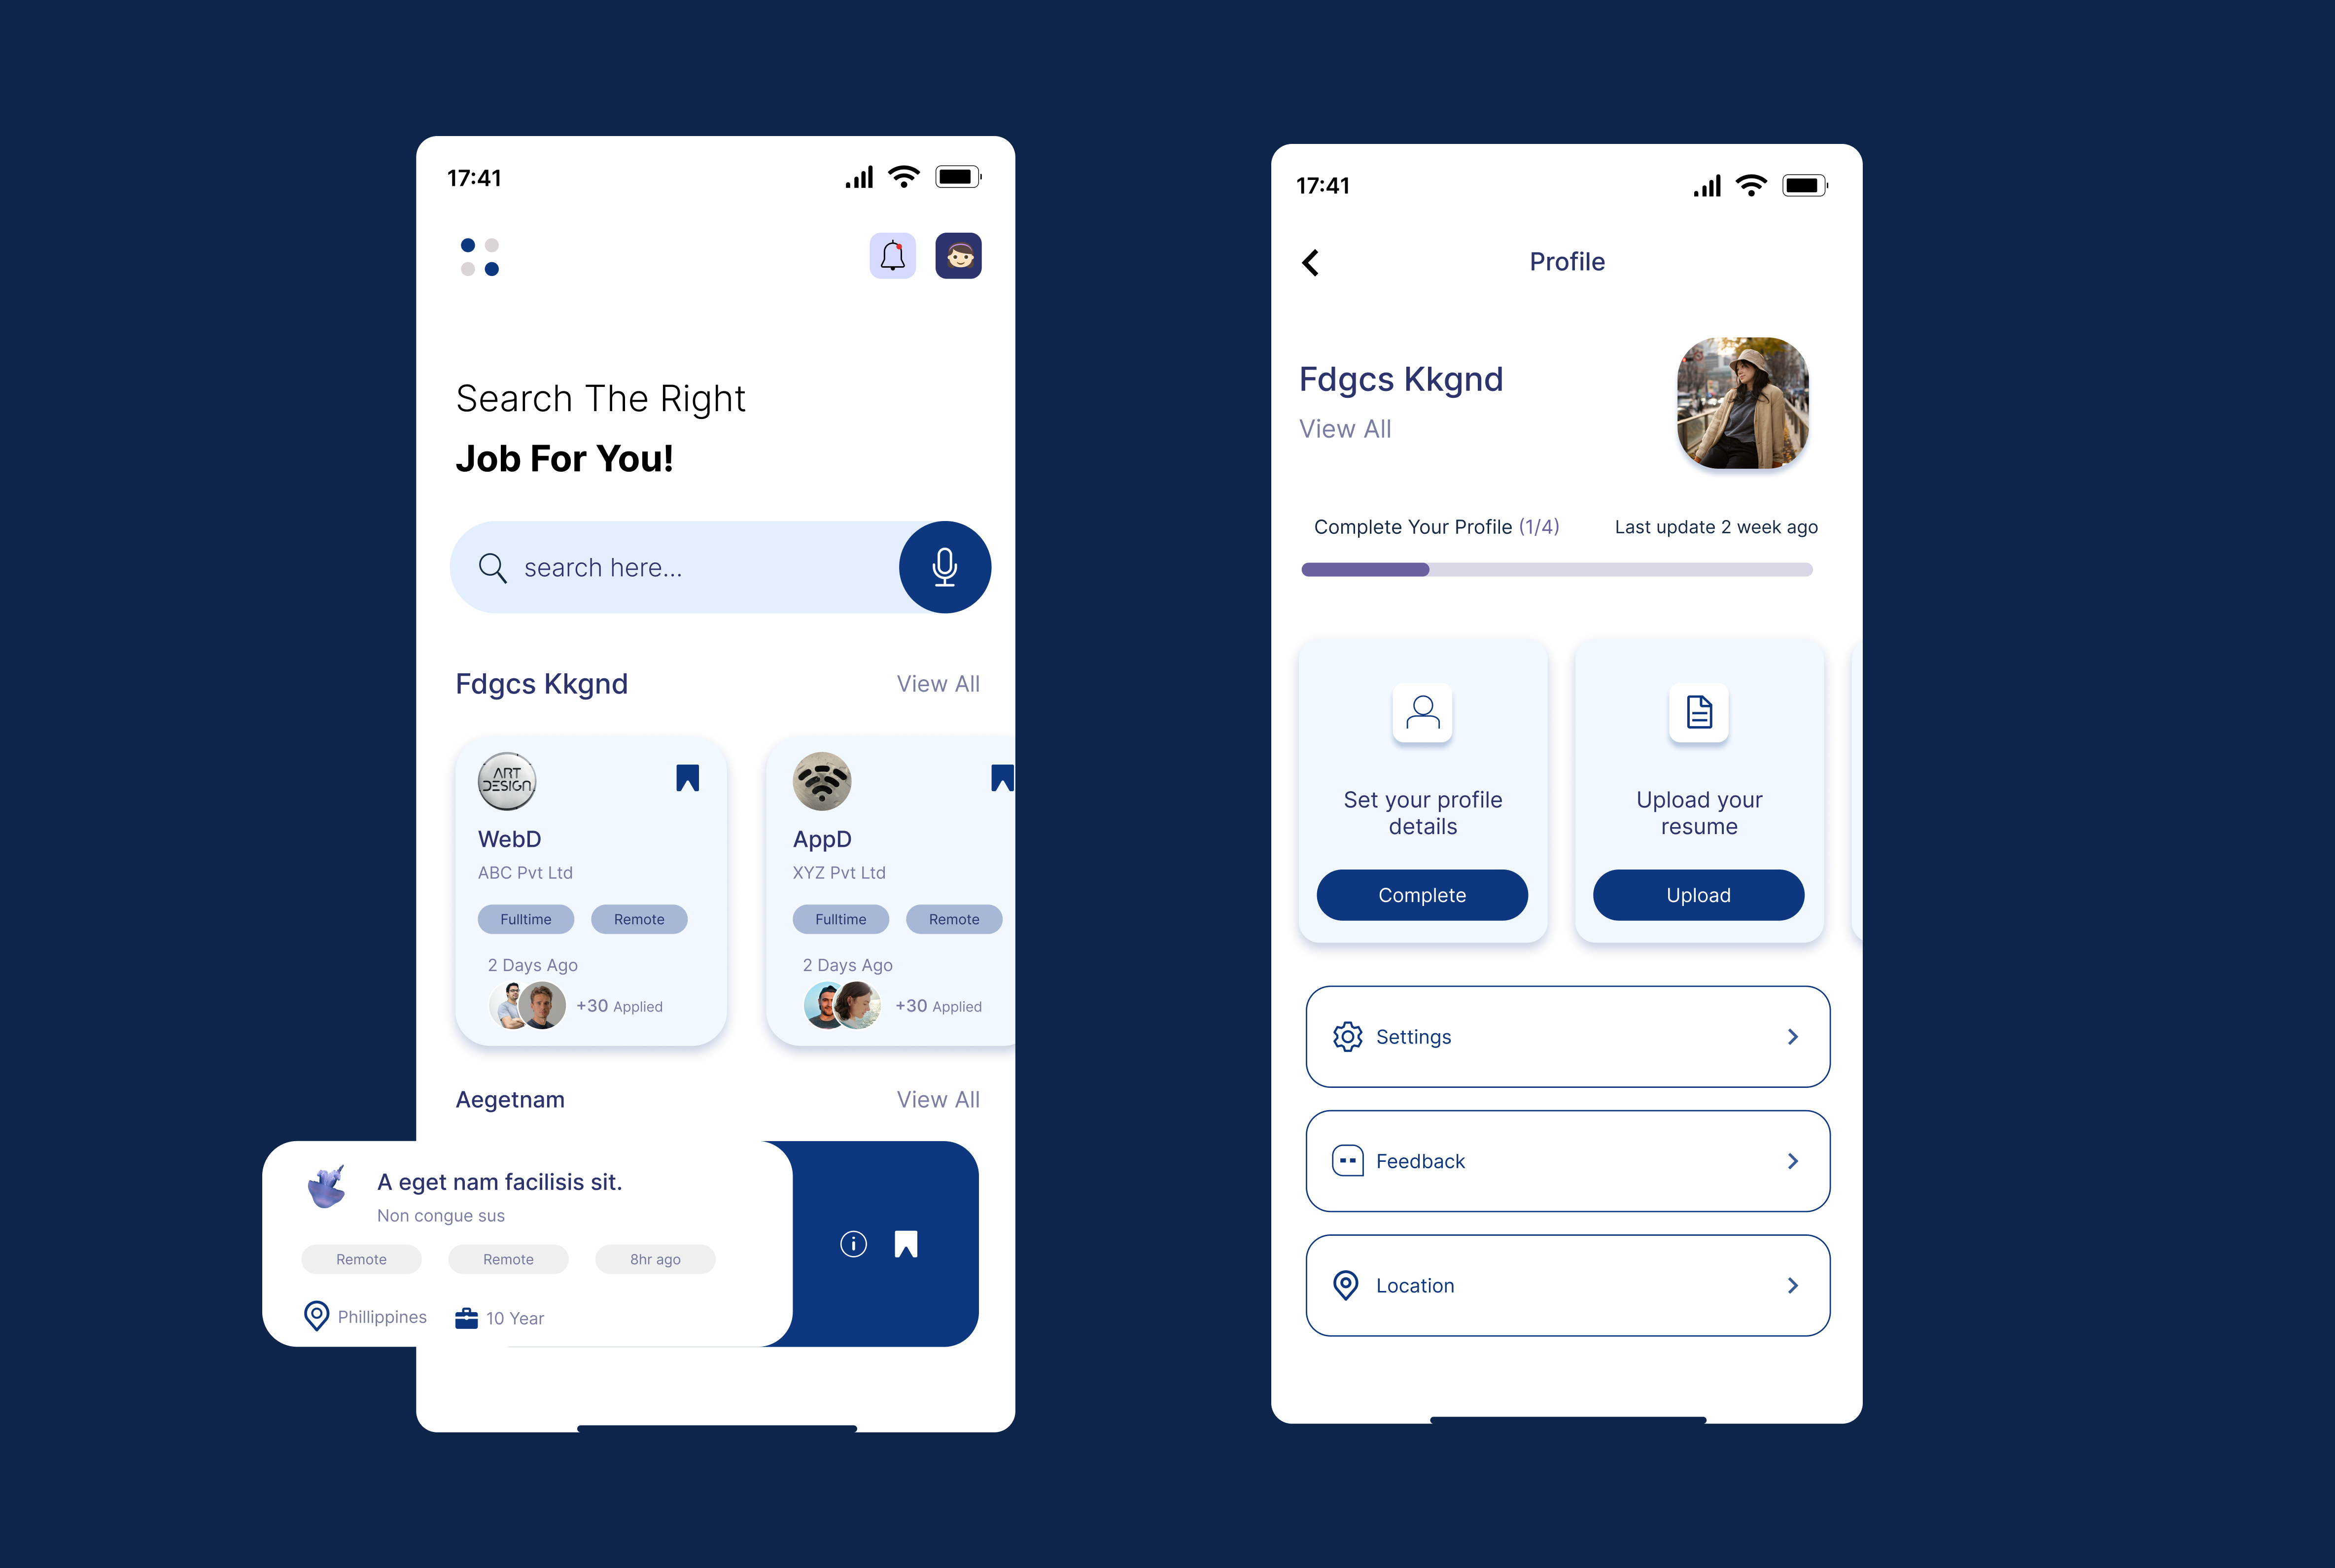 17:41
Search The Right
Job For You!
search here...
Fdgcs Kkgnd
View All
ART
DESIGN.
WebD
ABC Pvt Ltd
Fulltime
Remote
2 Days Ago
+30 Applied
AppD
XYZ Pvt Ltd
Fulltime
Remote
2 Days Ago
+30 Applied
Aegetnam
View All
A eget nam facilisis sit.
Non congue sus
Remote
Remote
8hr ago
Phillippines
10 Year
17:41
Profile
Fdgcs Kkgnd
View All
Complete Your Profile (1/4)
Last update 2 week ago
Set your profile
details
Complete
Upload your
resume
Upload
Settings
Feedback
Location